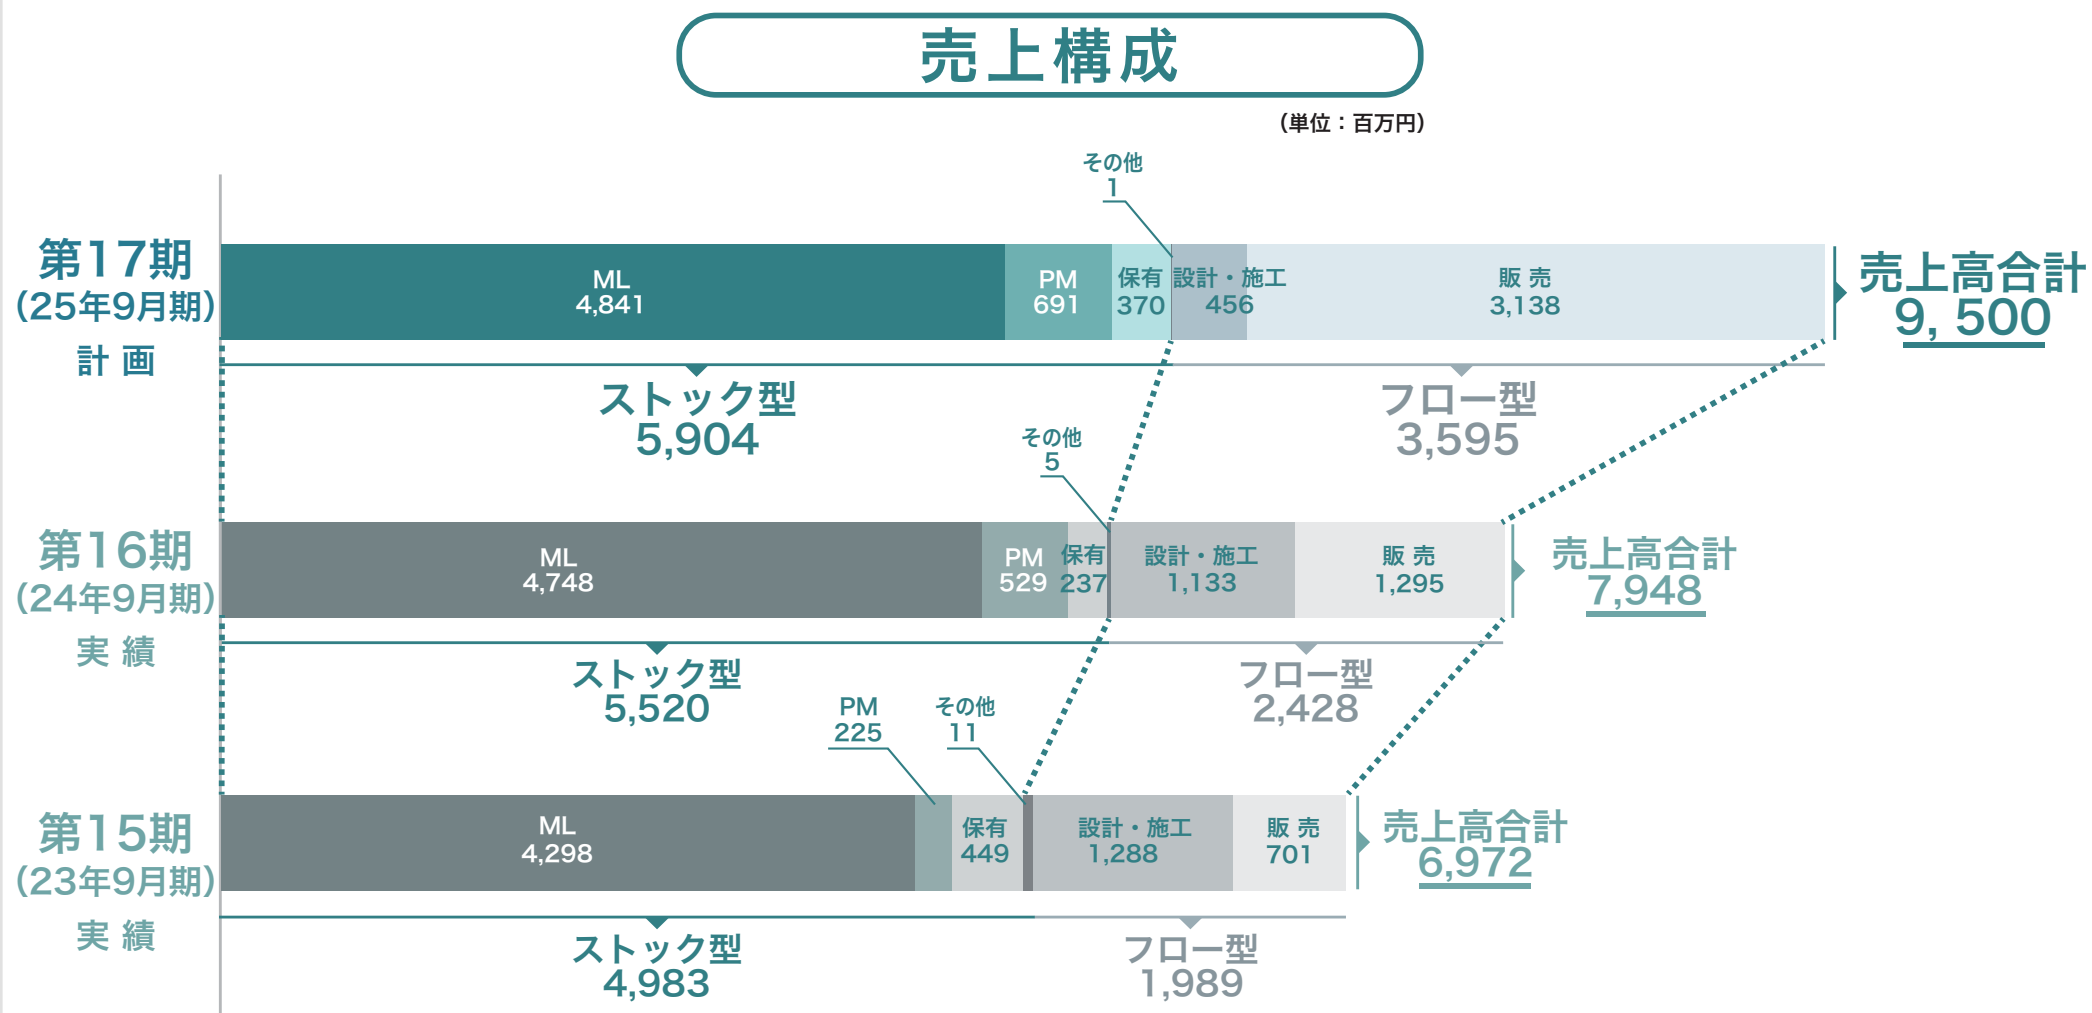 売上構成
（単位：百万円）
その他
1
第17期
（25年9月期）
計 画
ML
4,841
PM
691
保有
370
設計・施工
456
販 売
3,138
売上高合計
9, 500
ストック型
5,904
フロー型
3,595
その他
5
第16期
（24年9月期）
実 績
ML
4,748
PM
529
保有
237
設計・施工
1,133
販 売
1,295
売上高合計
7,948
ストック型
5,520
フロー型
2,428
PM
225
その他
11
第15期
（23年9月期）
実 績
ML
4,298
保有
449
設計・施工
1,288
販 売
701
売上高合計
6,972
ストック型
4,983
フロー型
1,989